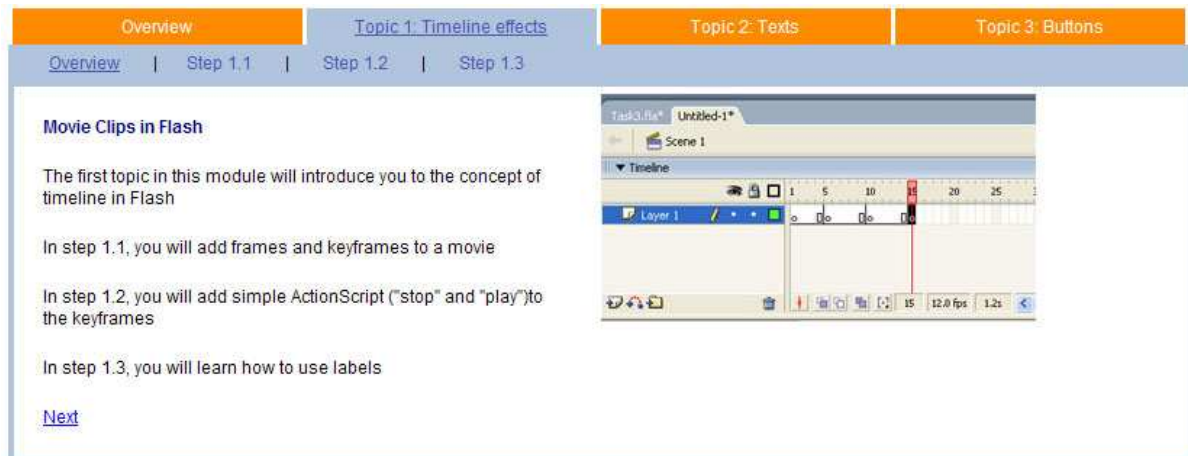 Overview
Topic 1: Timeline effects
Topic 2: Texts
Topic 3: Buttons
Overview | Step 1.1 | Step 1.2 | Step 1.3
Movie Clips in Flash
The first topic in this module will introduce you to the concept of
timeline in Flash
In step 1.1, you will add frames and keyframes to a movie
In step 1.2, you will add simple ActionScript ("stop" and "play")to
the keyframes
In step 1.3, you will learn how to use labels
Next
Task3.fla* Untitled-1*
Scene 1
Timeline
1 5 10 15 20 25
Layer 1
15 12.0 fps 1.2s